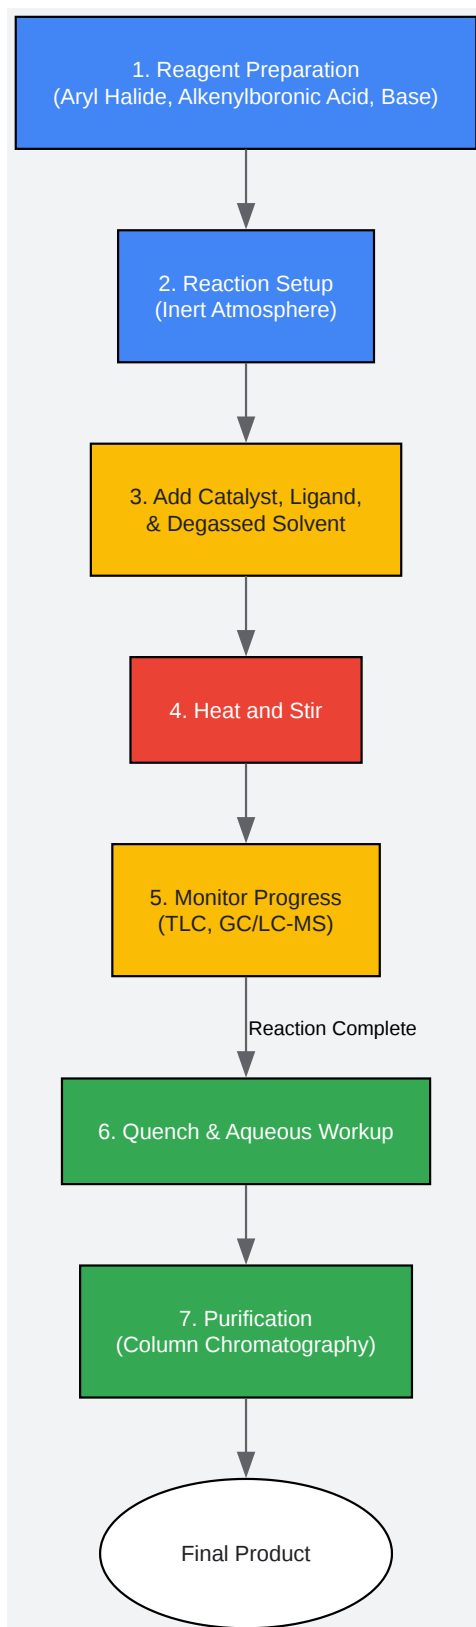 1. Reagent Preparation
(Aryl Halide, Alkenylboronic Acid, Base)
2. Reaction Setup
(Inert Atmosphere)
3. Add Catalyst, Ligand,
& Degassed Solvent
4. Heat and Stir
5. Monitor Progress
(TLC, GC/LC-MS)
Reaction Complete
6. Quench & Aqueous Workup
7. Purification
(Column Chromatography)
Final Product